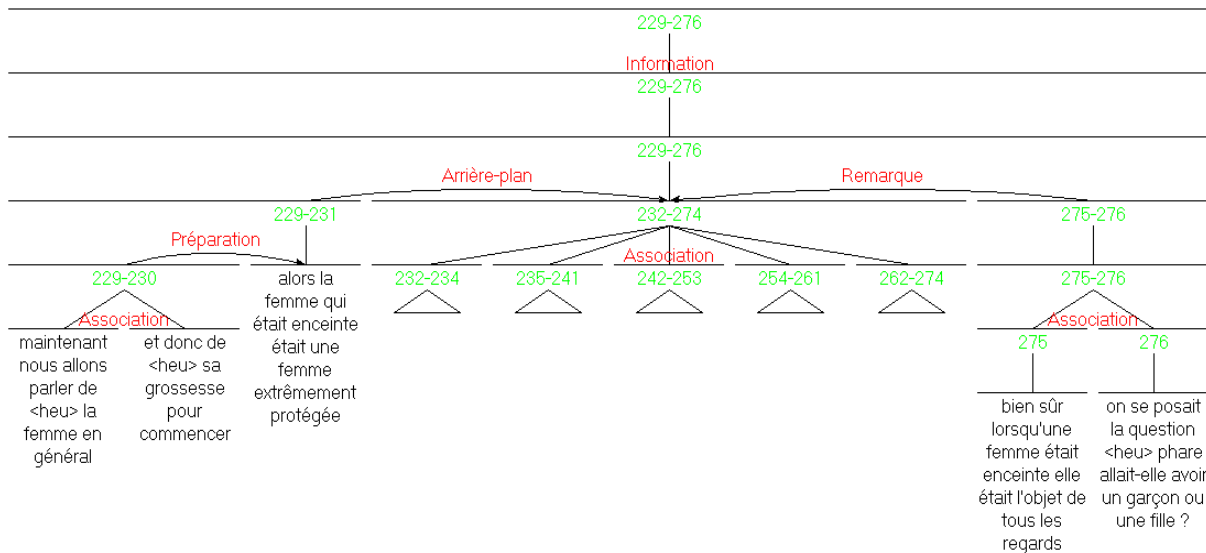 229-276
Information
229-276
229-276
Arrière-plan
Remarque
229-231
232-274
275-276
Préparation
Association
229-230
alors la
femme qui
était enceinte
était une
femme
extrêmement
protégée
232-234
235-241
242-253
254-261
262-274
275-276
Association
maintenant
nous allons
parler de
<heu> la
femme en
général
et donc de
<heu> sa
grossesse
pour
commencer
Association
275
276
bien sûr
lorsqu'une
femme était
enceinte elle
était l'objet de
tous les
regards
on se posait
la question
<heu> phare
allait-elle avoir
un garçon ou
une fille ?